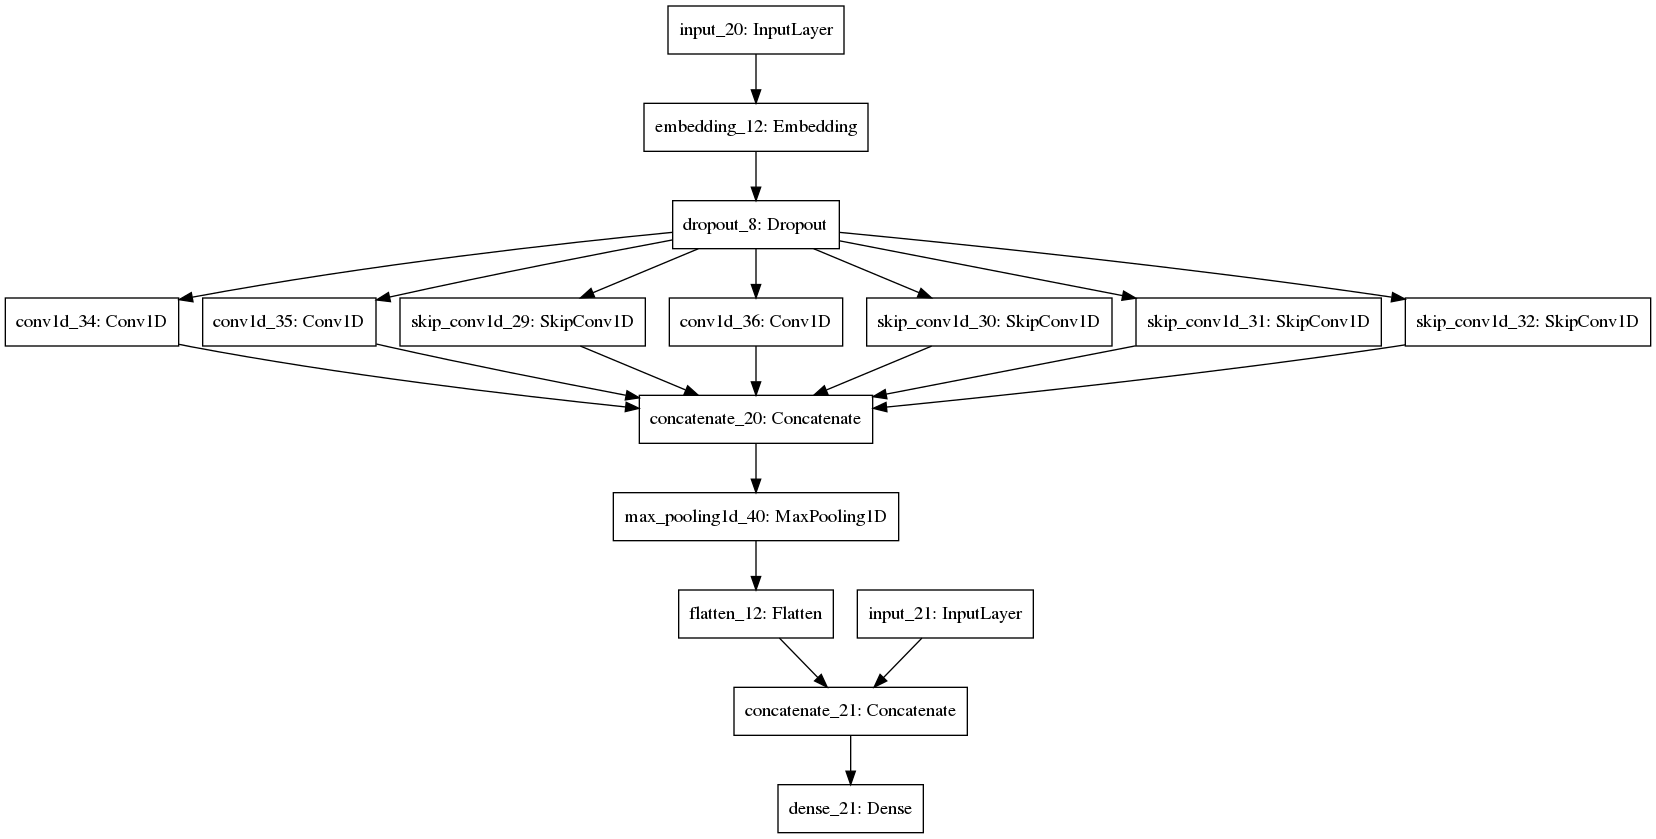 input_20: InputLayer
embedding_12: Embedding
dropout_8: Dropout
conv1d_34: Conv1D
conv1d_35: Conv1D
skip_conv1d_29: SkipConv1D
conv1d_36: Conv1D
skip_conv1d_30: SkipConv1D
skip_conv1d_31: SkipConv1D
skip_conv1d_32: SkipConv1D
concatenate_20: Concatenate
max_pooling1d_40: MaxPooling1D
flatten_12: Flatten
input_21: InputLayer
concatenate_21: Concatenate
dense_21: Dense